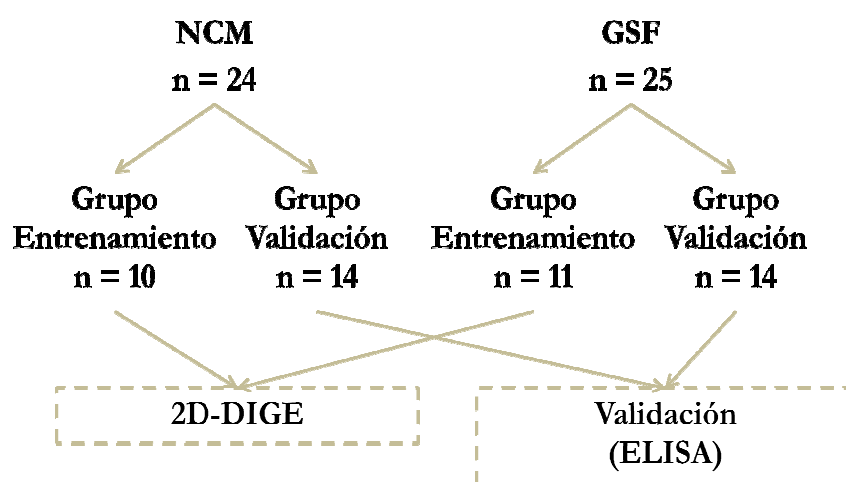 NCM
n = 24
GSF
n = 25
Grupo
Entrenamiento
n = 10
Grupo
Validación
n = 14
Grupo
Entrenamiento
n = 11
Grupo
Validación
n = 14
2D-DIGE
Validación
(ELISA)